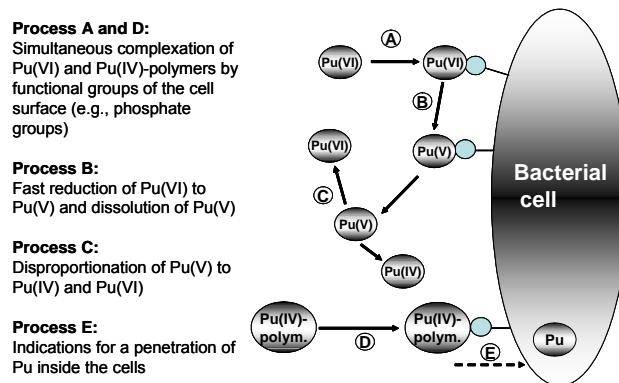 Process A and D:
Simultaneous complexation of
Pu(VI) and Pu(IV)-polymers by
functional groups of the cell
surface (e.g., phosphate
groups)
Process B:
Fast reduction of Pu(VI) to
Pu(V) and dissolution of Pu(V)
Process C:
Disproportionation of Pu(V) to
Pu(IV) and Pu(VI)
Process E:
Indications for a penetration of
Pu inside the cells
A
Pu(VI)
Pu(VI)
B
Pu(VI)
Pu(V)
C
Pu(V)
Pu(IV)
Pu(IV)-
polym.
D
Pu(IV)-
polym.
E
Bacterial
cell
Pu